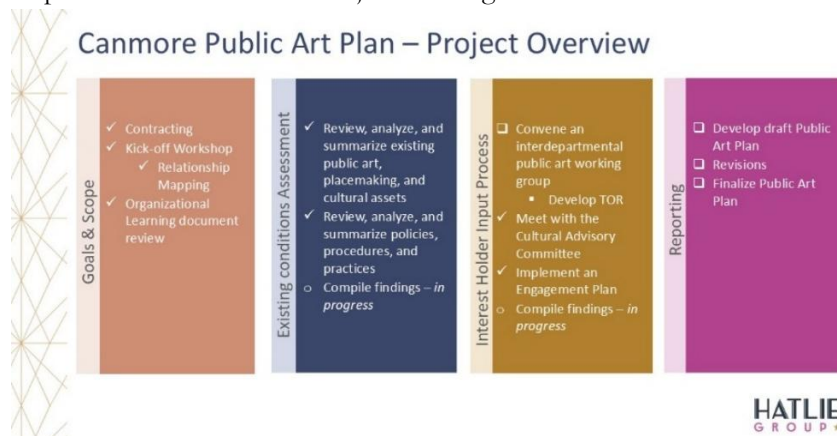 Canmore Public Art Plan – Project Overview
Goals & Scope
✓ Contracting
✓ Kick-off Workshop
✓ Relationship
Mapping
✓ Organizational
Learning document
review
Existing conditions Assessment
✓ Review, analyze, and
summarize existing
public art,
placemaking, and
cultural assets
✓ Review, analyze, and
summarize policies,
procedures, and
practices
o Compile findings – in
progress
Interest Holder Input Process
❑ Convene an
interdepartmental
public art working
group
▪ Develop TOR
✓ Meet with the
Cultural Advisory
Committee
✓ Implement an
Engagement Plan
o Compile findings – in
progress
Reporting
❑ Develop draft Public
Art Plan
❑ Revisions
❑ Finalize Public Art
Plan
HATLIE
GROUP